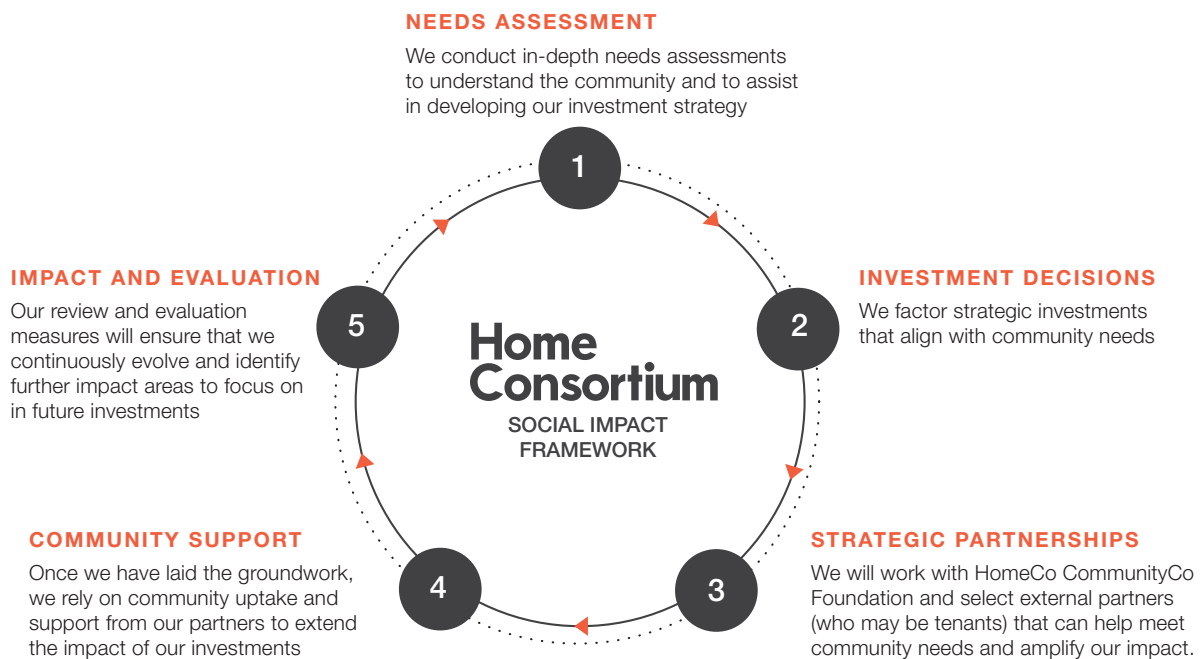 NEEDS ASSESSMENT
We conduct in-depth needs assessments
to understand the community and to assist
in developing our investment strategy
1
INVESTMENT DECISIONS
We factor strategic investments
that align with community needs
2
STRATEGIC PARTNERSHIPS
We will work with HomeCo CommunityCo
Foundation and select external partners
(who may be tenants) that can help meet
community needs and amplify our impact.
3
COMMUNITY SUPPORT
Once we have laid the groundwork,
we rely on community uptake and
support from our partners to extend
the impact of our investments
4
IMPACT AND EVALUATION
Our review and evaluation
measures will ensure that we
continuously evolve and identify
further impact areas to focus on
in future investments
5
Home
Consortium
SOCIAL IMPACT
FRAMEWORK